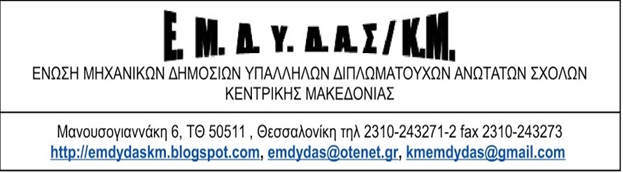 Ε. Μ. Δ. Υ. Δ.Α.Σ/Κ.Μ.
ΕΝΩΣΗ ΜΗΧΑΝΙΚΩΝ ΔΗΜΟΣΙΩΝ ΥΠΑΛΛΗΛΩΝ ΔΙΠΛΩΜΑΤΟΥΧΩΝ ΑΝΩΤΑΤΩΝ ΣΧΟΛΩΝ
ΚΕΝΤΡΙΚΗΣ ΜΑΚΕΔΟΝΙΑΣ
Μανουσογιαννάκη 6, ΤΘ 50511 , Θεσσαλονίκη τηλ 2310-243271-2 fax 2310-243273
http://emdydaskm.blogspot.com, emdydas@otenet.gr, kmemdydas@gmail.com